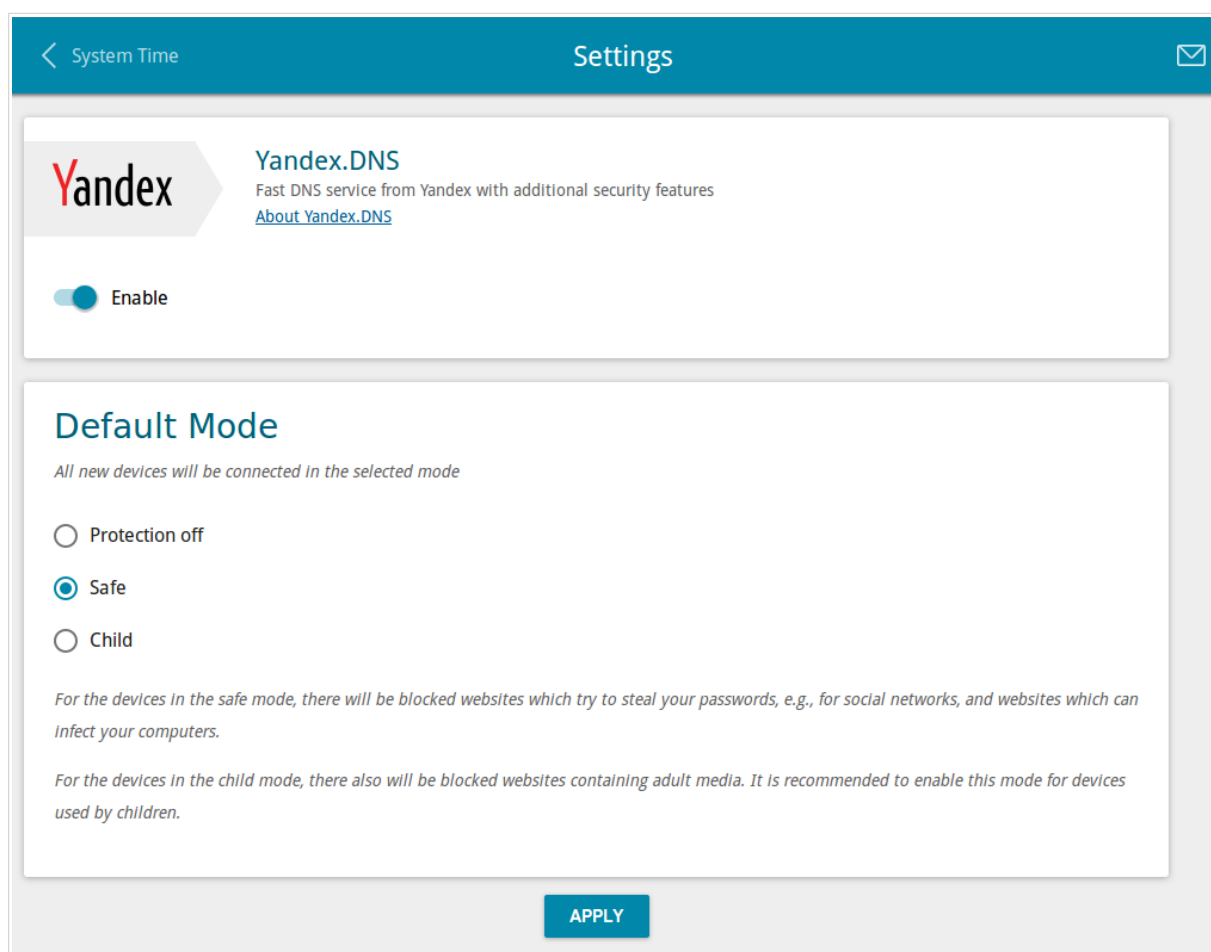 System Time
Settings
Yandex
Yandex.DNS
Fast DNS service from Yandex with additional security features
About Yandex.DNS
Enable
Default Mode
All new devices will be connected in the selected mode
Protection off
Safe
Child
For the devices in the safe mode, there will be blocked websites which try to steal your passwords, e.g., for social networks, and websites which can
infect your computers.
For the devices in the child mode, there also will be blocked websites containing adult media. It is recommended to enable this mode for devices
used by children.
APPLY